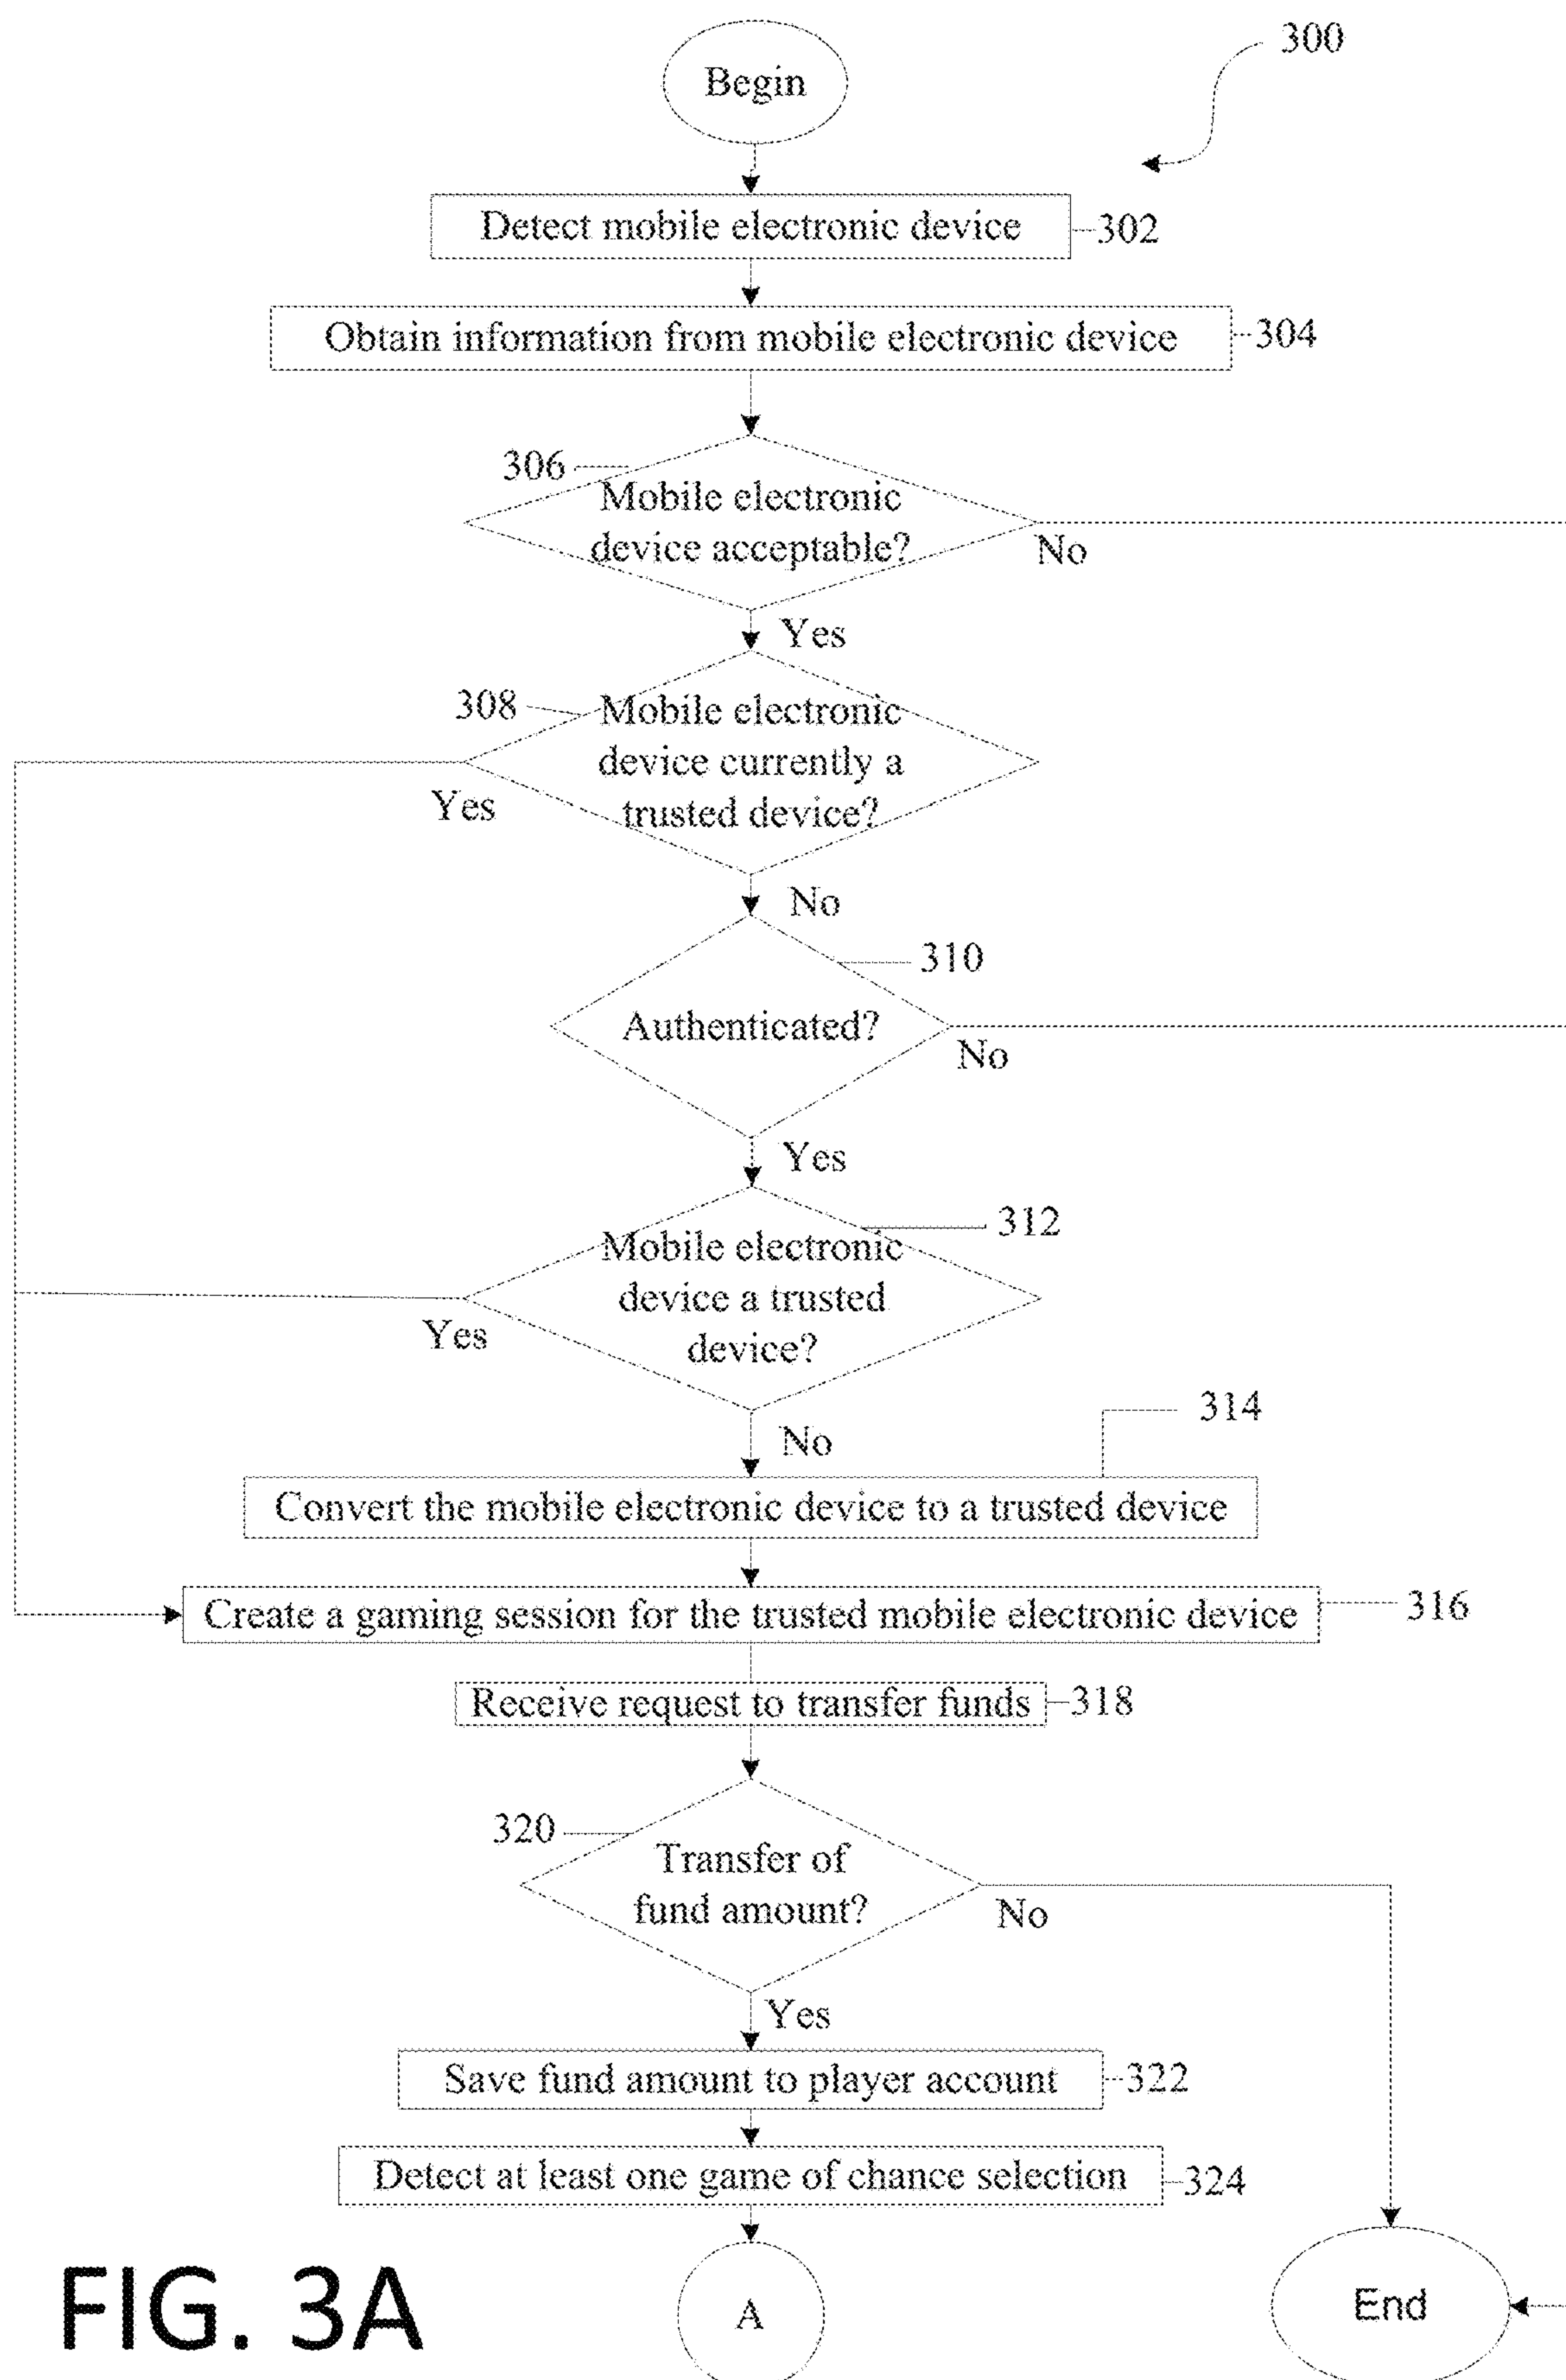 Begin
300
Detect mobile electronic device
302
Obtain information from mobile electronic device
304
306
Mobile electronic
device acceptable?
No
Yes
308
Mobile electronic
device currently a
trusted device?
Yes
No
310
Authenticated?
No
Yes
312
Mobile electronic
device a trusted
device?
Yes
No
314
Convert the mobile electronic device to a trusted device
Create a gaming session for the trusted mobile electronic device
316
Receive request to transfer funds
318
320
Transfer of
fund amount?
No
Yes
Save fund amount to player account
322
Detect at least one game of chance selection
324
A
End
FIG. 3A